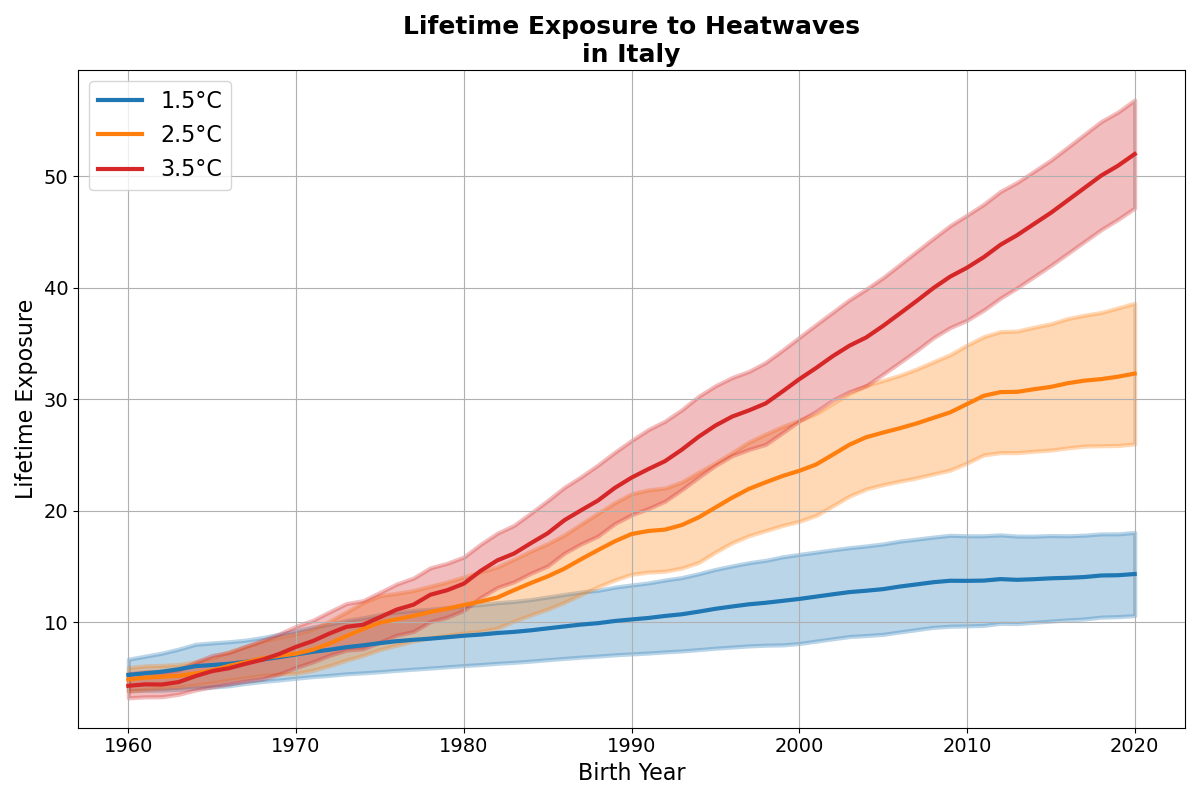 Lifetime Exposure to Heatwaves
in Italy
1.5°C
2.5°C
3.5°C
Lifetime Exposure
50
40
30
20
10
1960 1970 1980 1990 2000 2010 2020
Birth Year